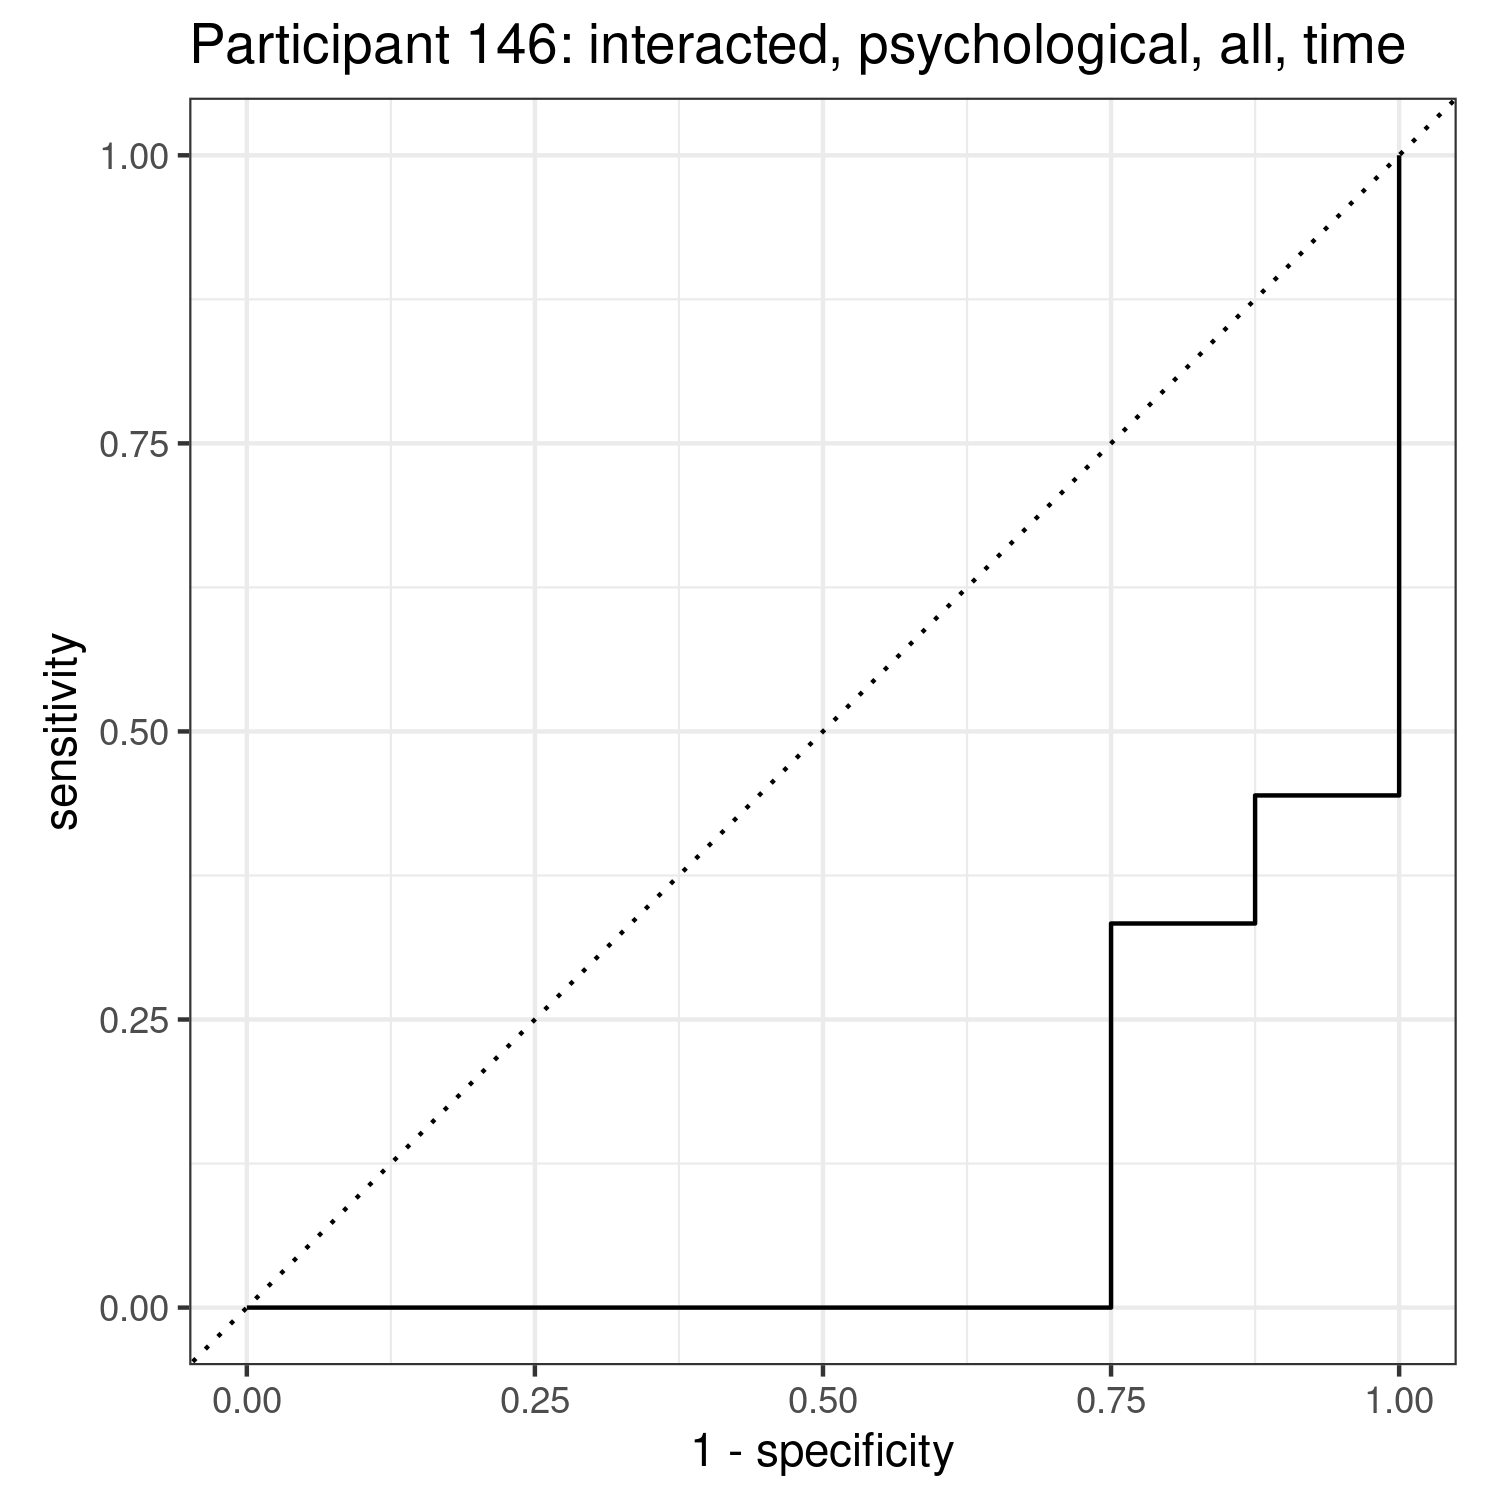 Participant 146: interacted, psychological, all, time
1.00
0.75
0.50
0.25
0.00
sensitivity
0.00 0.25 0.50 0.75 1.00
1 - specificity